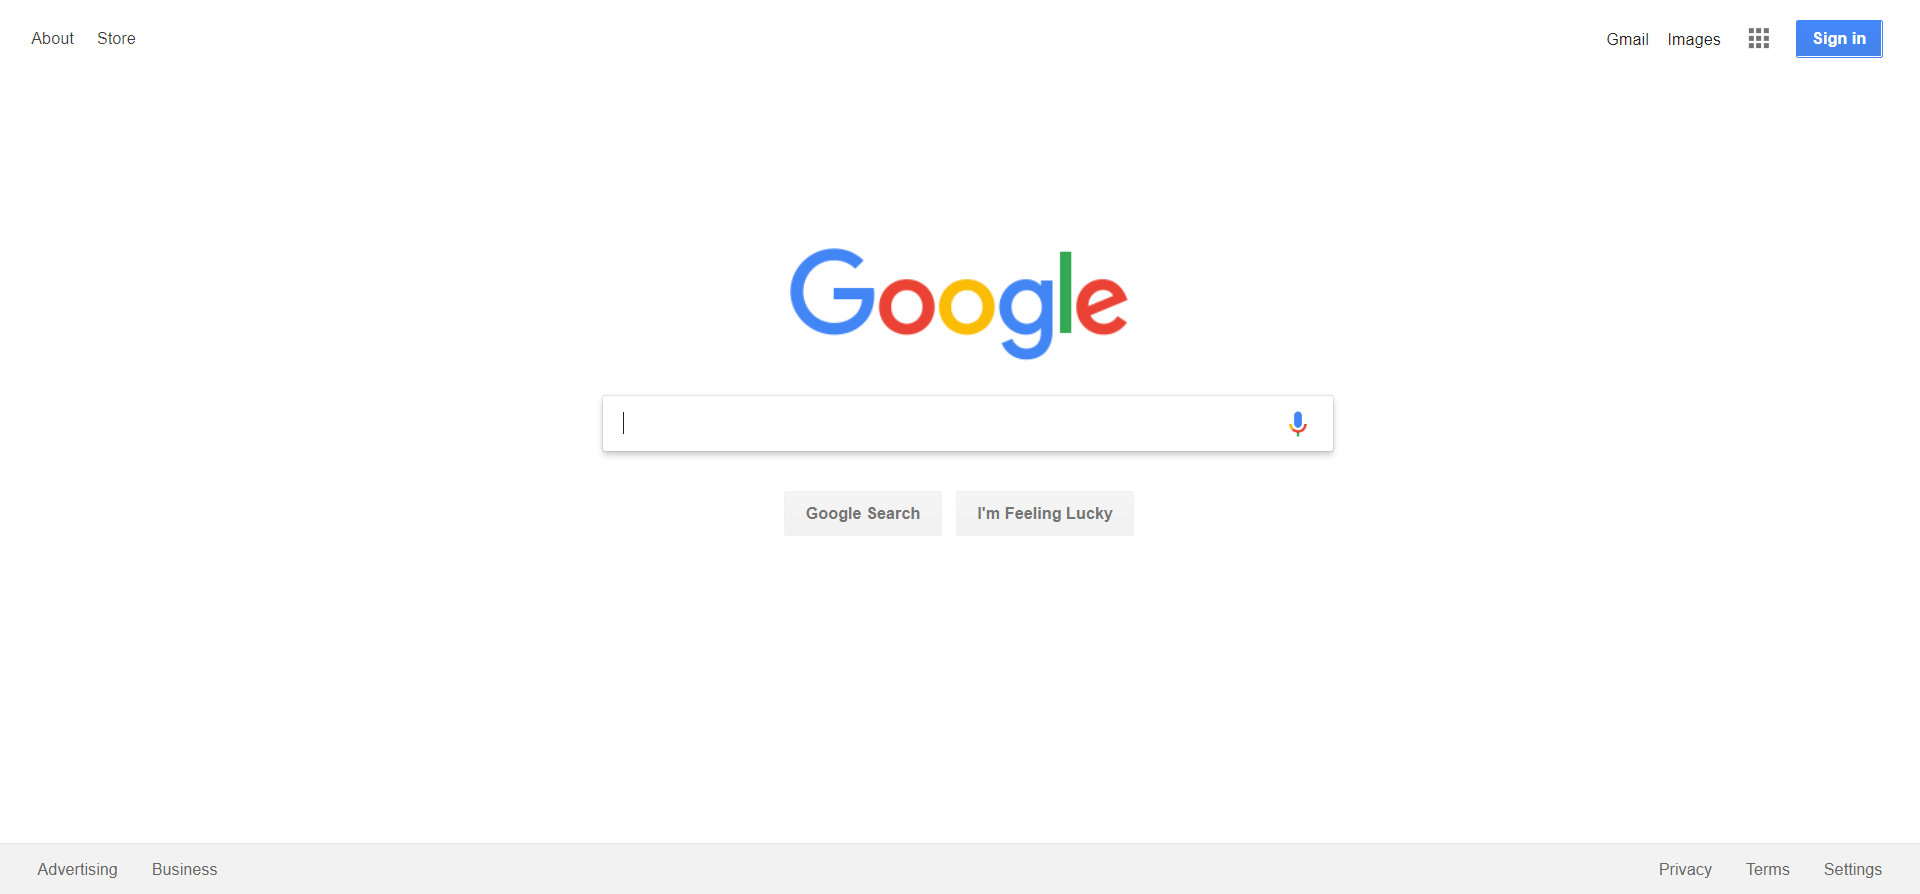 About Store Gmail Images Sign in
Google
Google Search I'm Feeling Lucky
Advertising Business Privacy Terms Settings